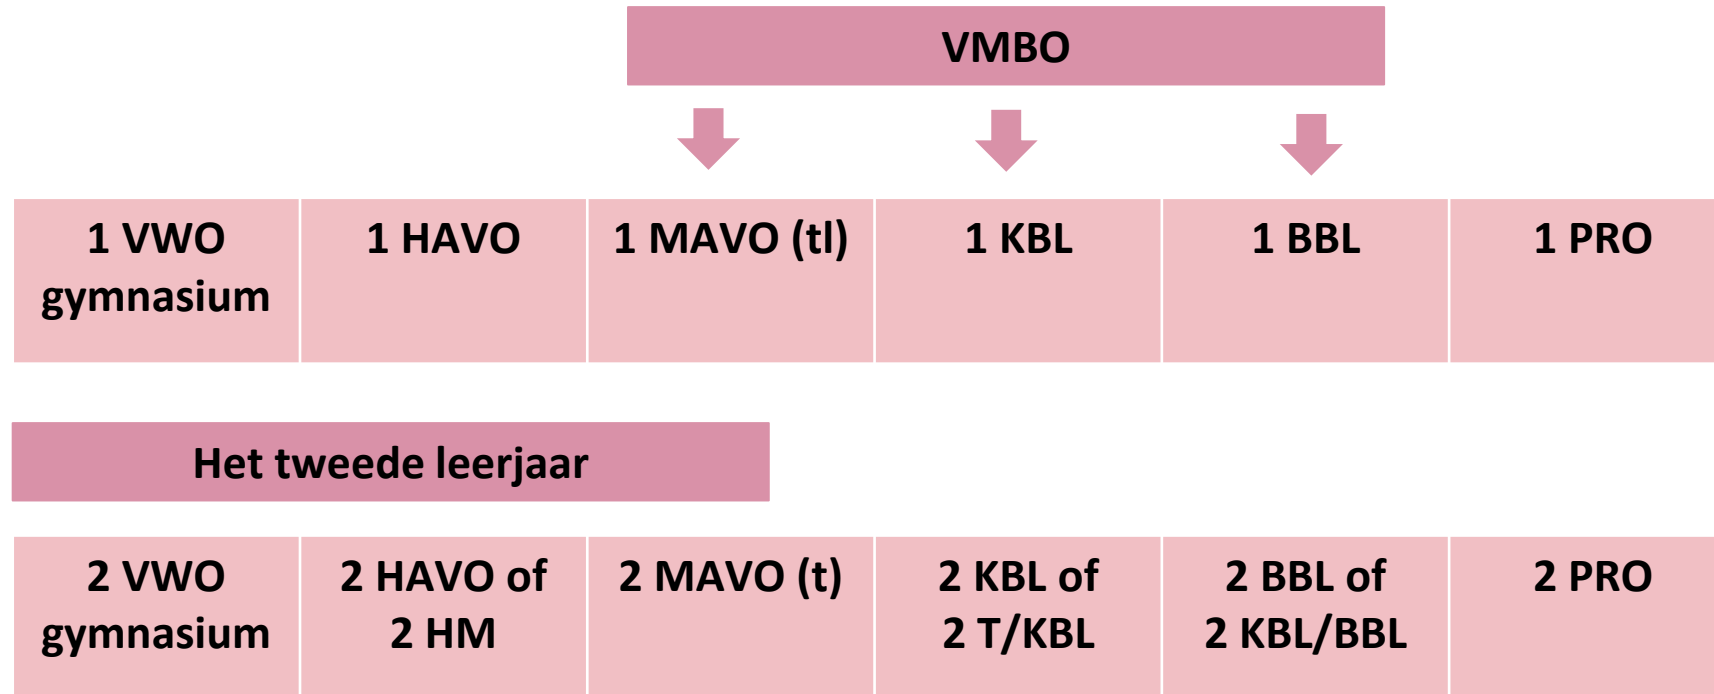 VMBO
1 VWO
gymnasium
1 HAVO
1 MAVO (tl)
1 KBL
1 BBL
1 PRO
Het tweede leerjaar
2 VWO
gymnasium
2 HAVO of
2 HM
2 MAVO (t)
2 KBL of
2 T/KBL
2 BBL of
2 KBL/BBL
2 PRO